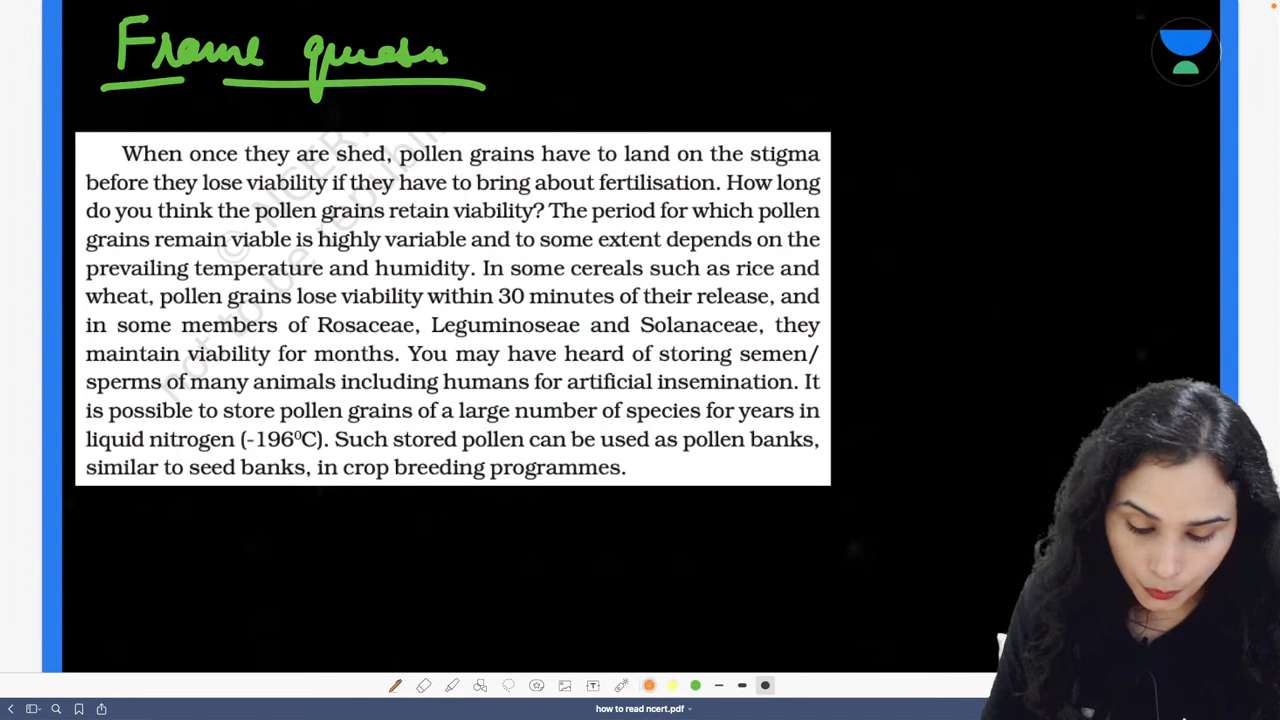 Frame quesn
When once they are shed, pollen grains have to land on the stigma
before they lose viability if they have to bring about fertilisation. How long
do you think the pollen grains retain viability? The period for which pollen
grains remain viable is highly variable and to some extent depends on the
prevailing temperature and humidity. In some cereals such as rice and
wheat, pollen grains lose viability within 30 minutes of their release, and
in some members of Rosaceae, Leguminoseae and Solanaceae, they
maintain viability for months. You may have heard of storing semen/
sperms of many animals including humans for artificial insemination. It
is possible to store pollen grains of a large number of species for years in
liquid nitrogen (-196⁰C). Such stored pollen can be used as pollen banks,
similar to seed banks, in crop breeding programmes.
© NCERT
not to be republi
how to read ncert.pdf